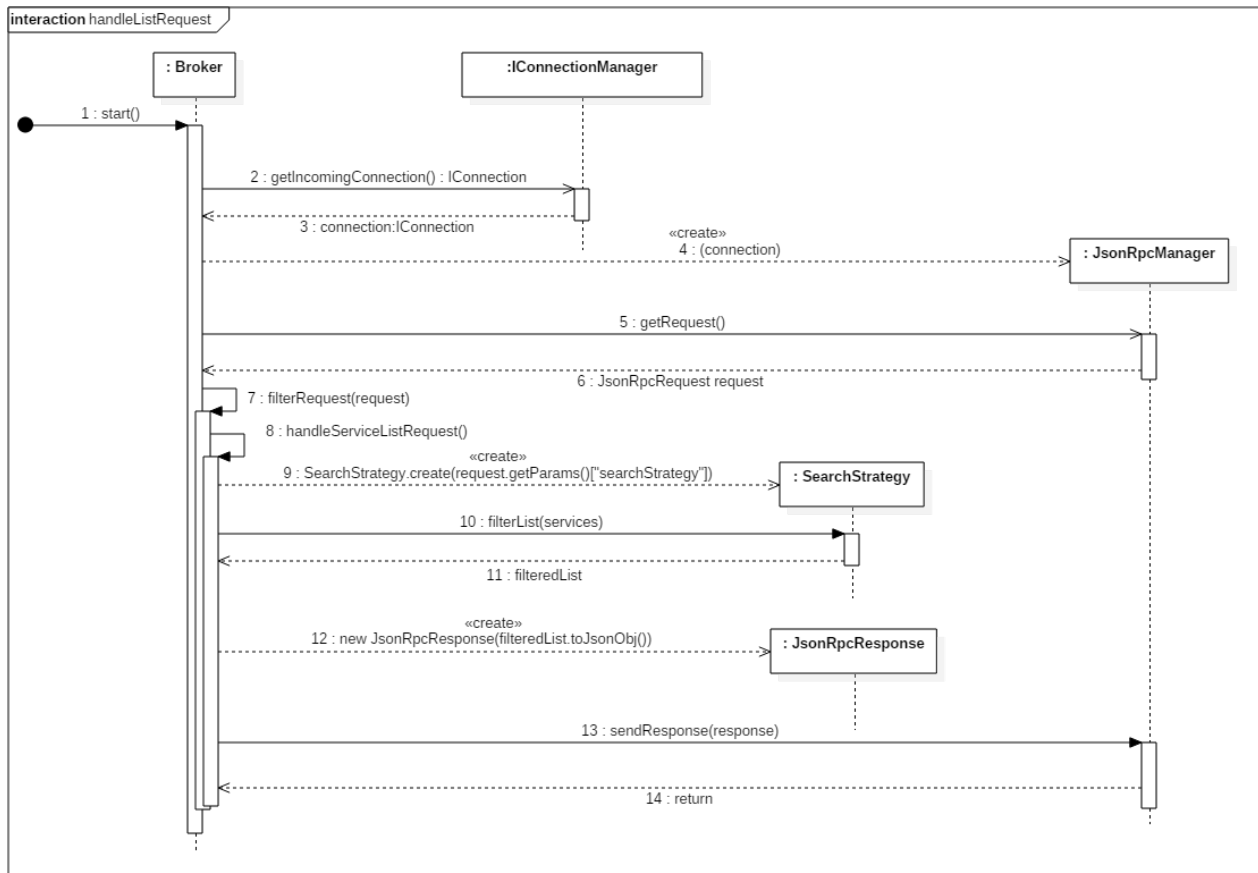 interaction handleListRequest
: Broker
:IConnectionManager
1 : start()
2 : getIncomingConnection() : IConnection
3 : connection:IConnection
«create»
4 : (connection)
: JsonRpcManager
5 : getRequest()
6 : JsonRpcRequest request
7 : filterRequest(request)
8 : handleServiceListRequest()
«create»
9 : SearchStrategy.create(request.getParams()["searchStrategy"])
: SearchStrategy
10 : filterList(services)
11 : filteredList
«create»
12 : new JsonRpcResponse(filteredList.toJsonObj())
: JsonRpcResponse
13 : sendResponse(response)
14 : return